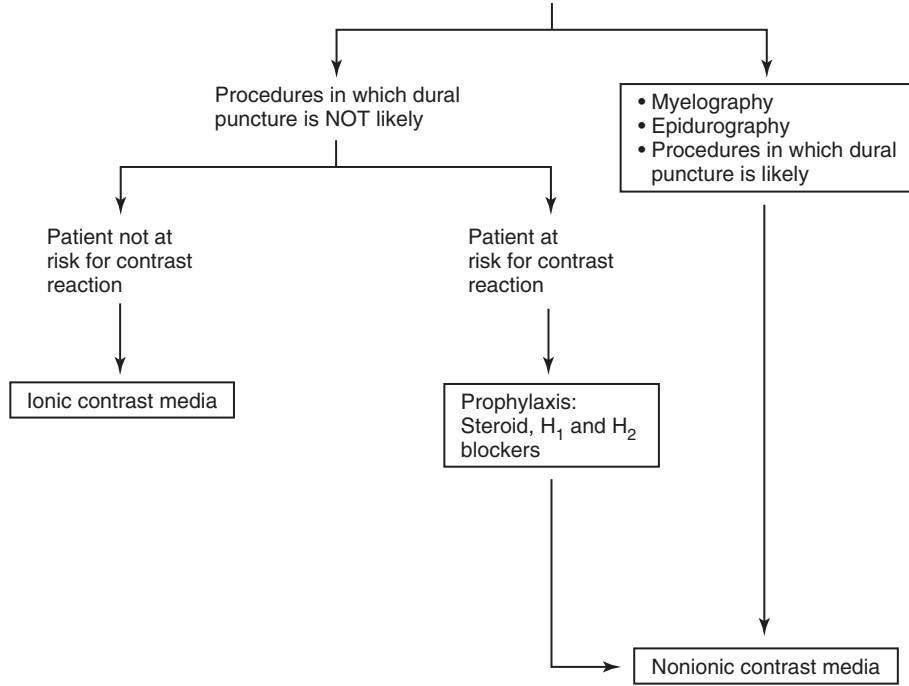 Procedures in which dural
puncture is NOT likely
• Myelography
• Epidurography
• Procedures in which dural
puncture is likely
Patient not at
risk for contrast
reaction
Patient at
risk for contrast
reaction
Ionic contrast media
Prophylaxis:
Steroid, H₁ and H₂
blockers
Nonionic contrast media